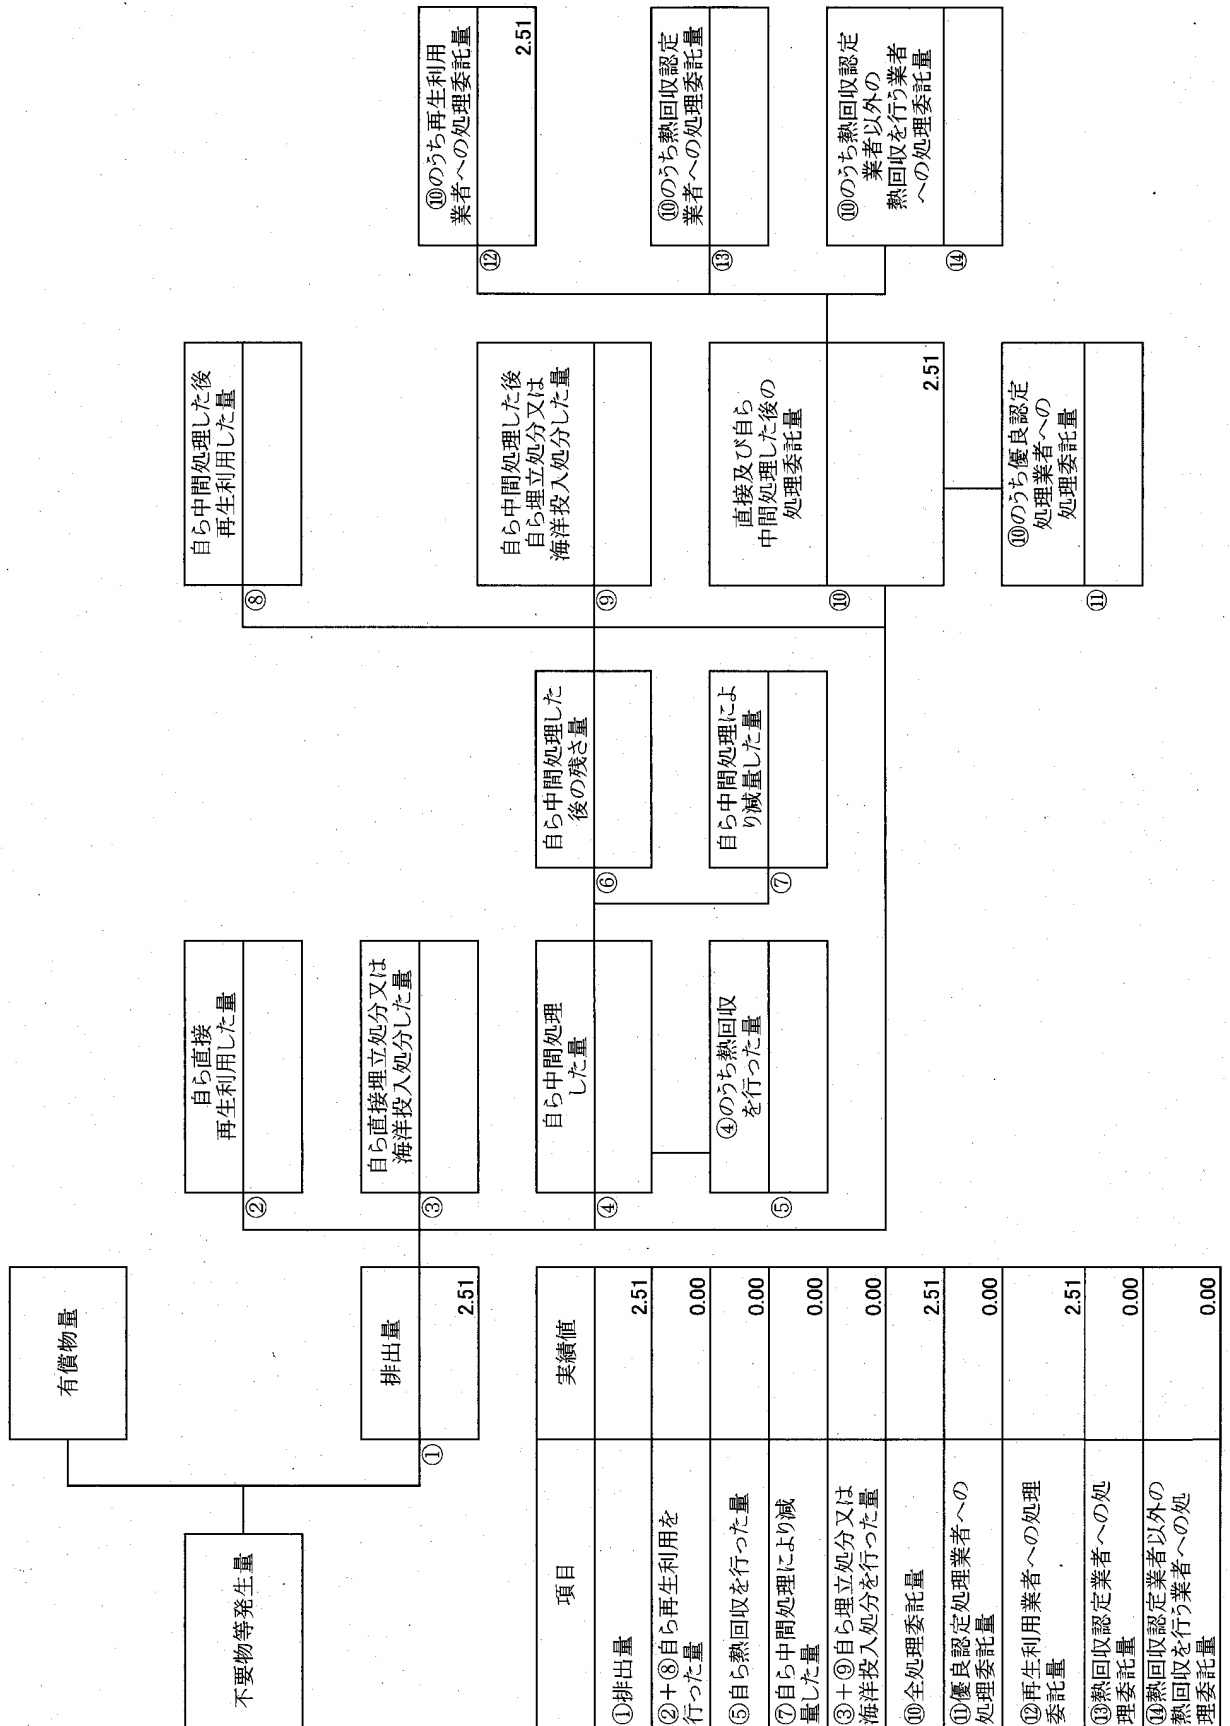 不要物等発生量
有償物量
排出量
①
2.51
自ら直接
再生利用した量
②
自ら直接埋立処分又は
海洋投入処分した量
③
自ら中間処理
した量
④
④のうち熱回収
を行った量
⑤
自ら中間処理した
後の残さ量
⑥
自ら中間処理によ
り減量した量
⑦
自ら中間処理した後
再生利用した量
⑧
自ら中間処理した後
自ら埋立処分又は
海洋投入処分した量
⑨
直接及び自ら
中間処理した後の
処理委託量
⑩
2.51
⑩のうち優良認定
処理業者への
処理委託量
⑪
⑩のうち再生利用
業者への処理委託量
⑫
2.51
⑩のうち熱回収認定
業者への処理委託量
⑬
⑩のうち熱回収認定
業者以外の
熱回収を行う業者
への処理委託量
⑭
項目 実績値
①排出量 2.51
②+⑧自ら再生利用を
行った量 0.00
⑤自ら熱回収を行った量 0.00
⑦自ら中間処理により減
量した量 0.00
③+⑨自ら埋立処分又は
海洋投入処分を行った量 0.00
⑩全処理委託量 2.51
⑪優良認定処理業者への
処理委託量 0.00
⑫再生利用業者への処理
委託量 2.51
⑬熱回収認定業者への処
理委託量 0.00
⑭熱回収認定業者以外の
熱回収を行う業者への処
理委託量 0.00